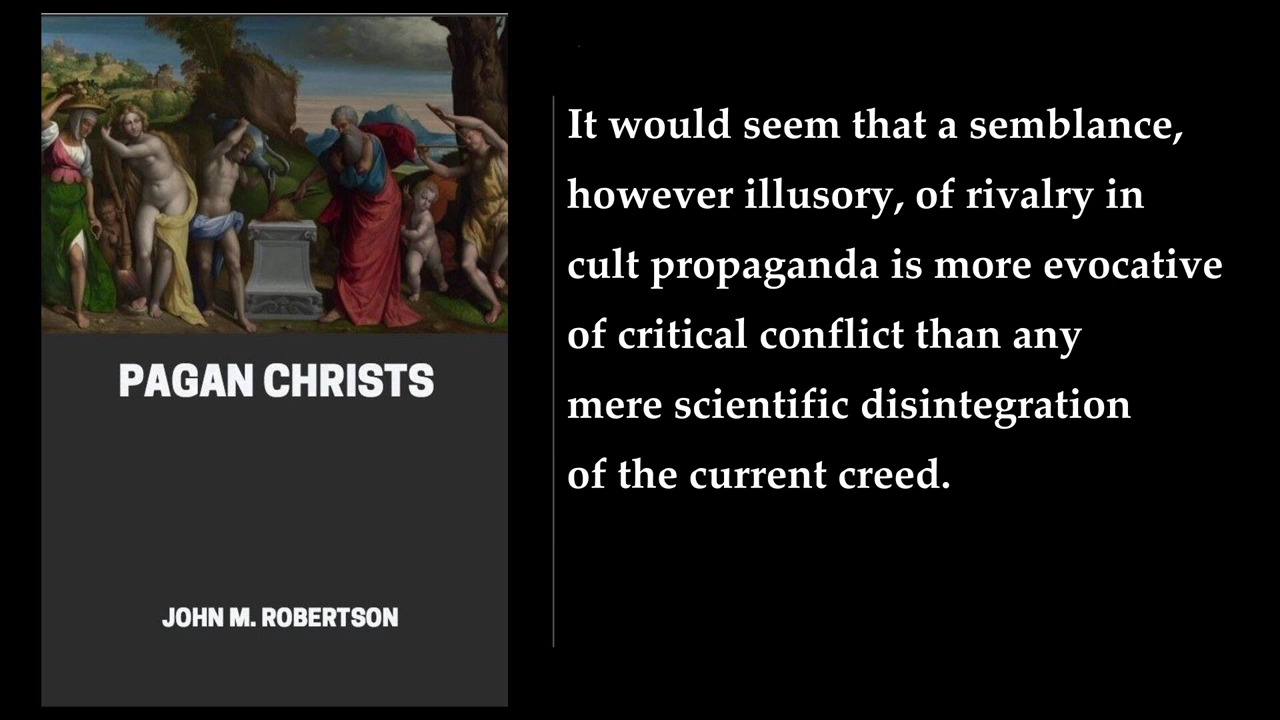 PAGAN CHRISTS
JOHN M. ROBERTSON
It would seem that a semblance,
however illusory, of rivalry in
cult propaganda is more evocative
of critical conflict than any
mere scientific disintegration
of the current creed.